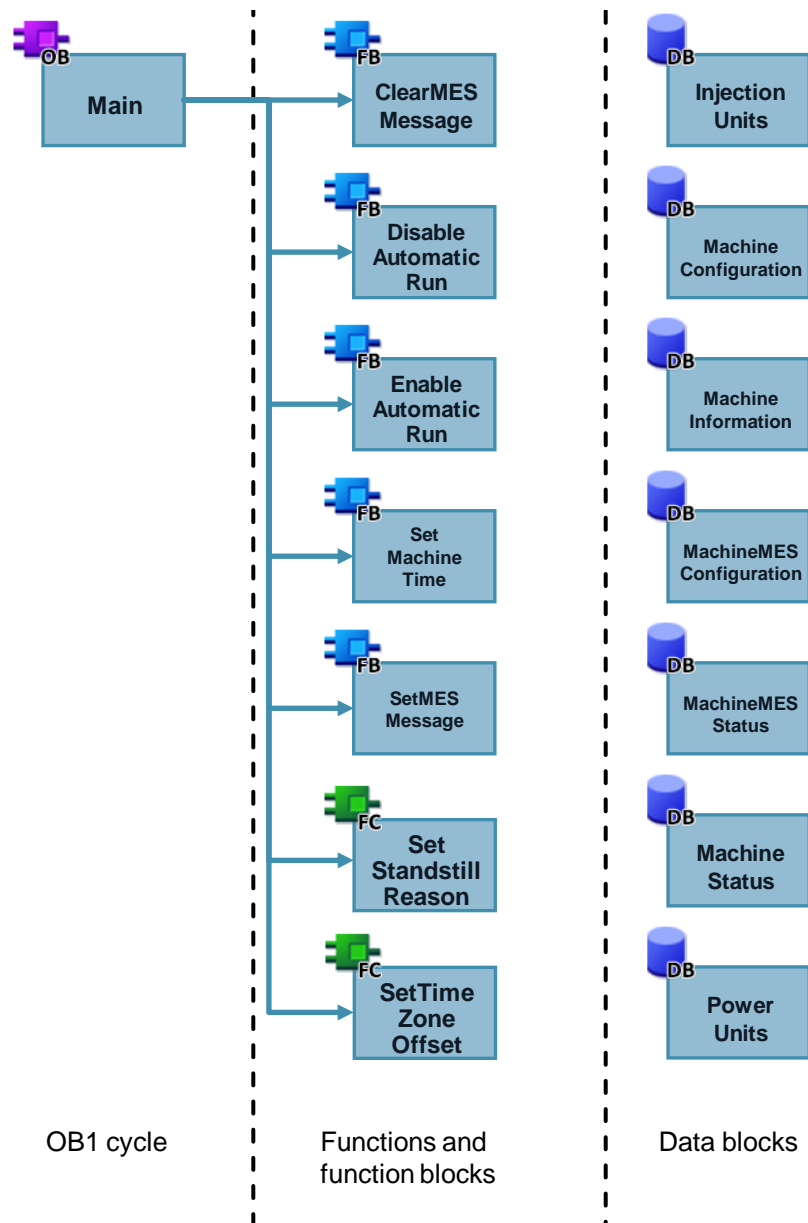 OB
Main
FB
ClearMES
Message
FB
Disable
Automatic
Run
FB
Enable
Automatic
Run
FB
Set
Machine
Time
FB
SetMES
Message
FC
Set
Standstill
Reason
FC
SetTime
Zone
Offset
DB
Injection
Units
DB
Machine
Configuration
DB
Machine
Information
DB
MachineMES
Configuration
DB
MachineMES
Status
DB
Machine
Status
DB
Power
Units
OB1 cycle
Functions and
function blocks
Data blocks